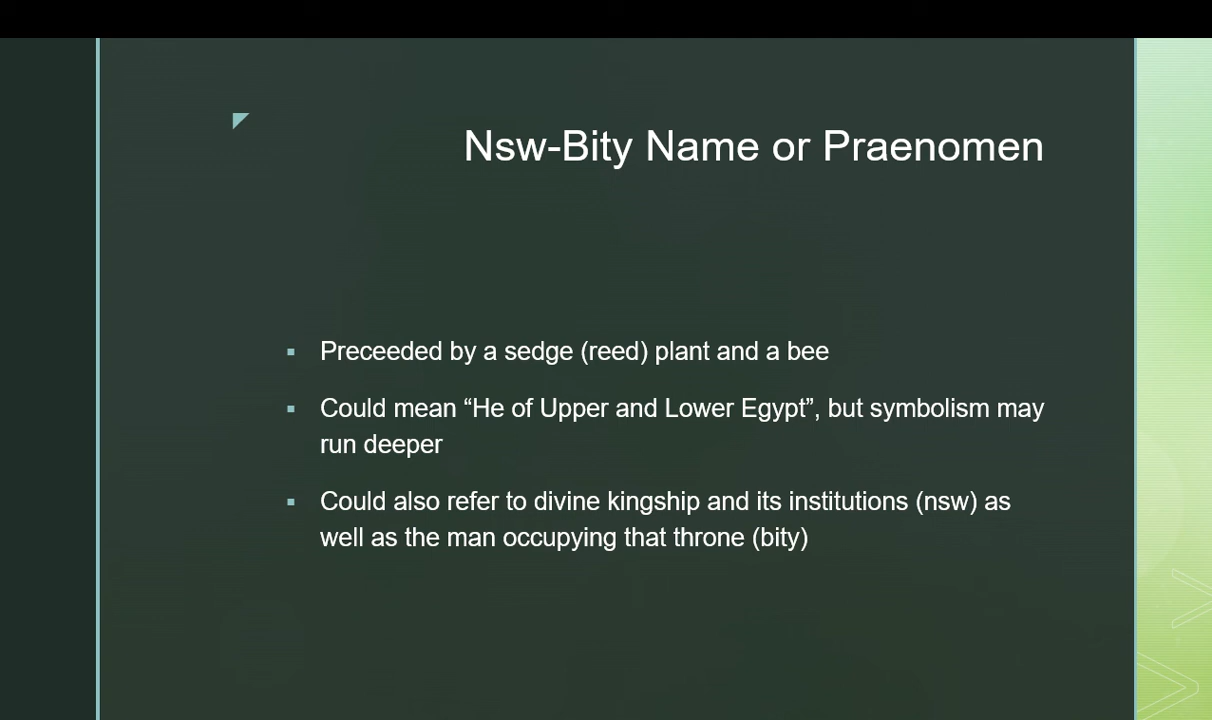 Nsw-Bity Name or Praenomen
▪ Preceeded by a sedge (reed) plant and a bee
▪ Could mean “He of Upper and Lower Egypt”, but symbolism may
run deeper
▪ Could also refer to divine kingship and its institutions (nsw) as
well as the man occupying that throne (bity)